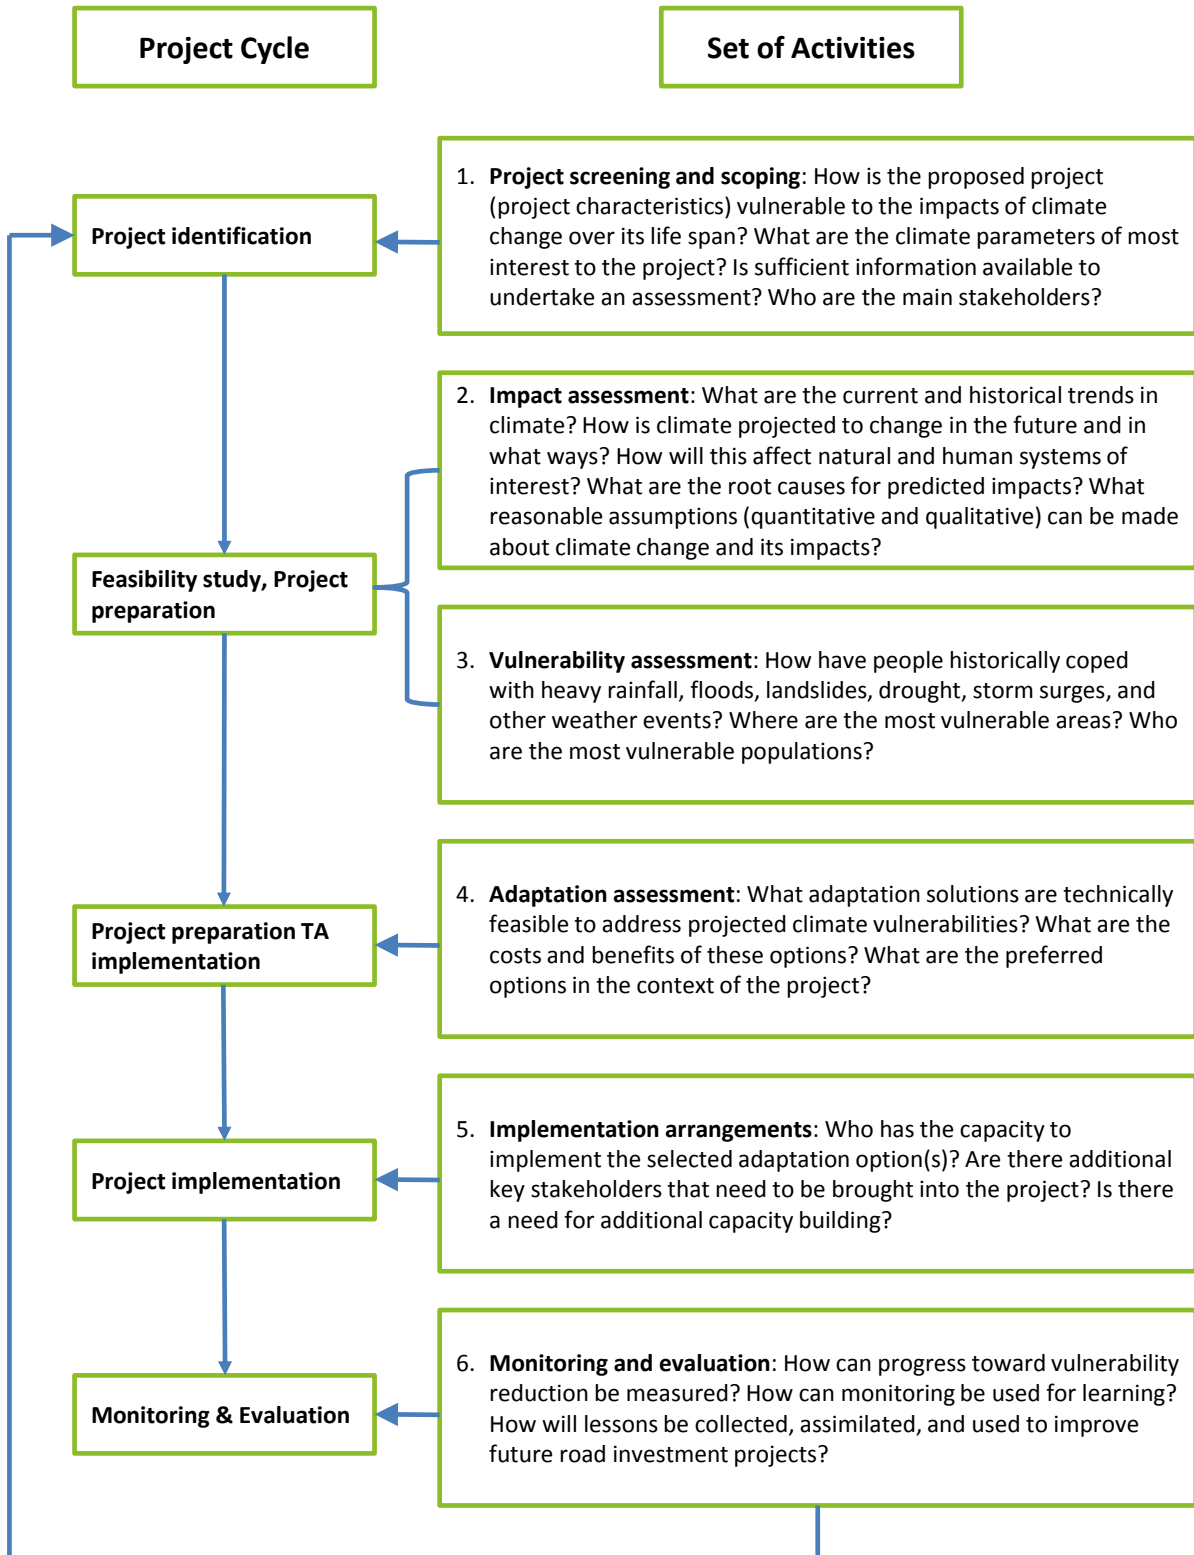 Project Cycle
Set of Activities
Project identification
1. Project screening and scoping: How is the proposed project
(project characteristics) vulnerable to the impacts of climate
change over its life span? What are the climate parameters of most
interest to the project? Is sufficient information available to
undertake an assessment? Who are the main stakeholders?
2. Impact assessment: What are the current and historical trends in
climate? How is climate projected to change in the future and in
what ways? How will this affect natural and human systems of
interest? What are the root causes for predicted impacts? What
reasonable assumptions (quantitative and qualitative) can be made
about climate change and its impacts?
Feasibility study, Project
preparation
3. Vulnerability assessment: How have people historically coped
with heavy rainfall, floods, landslides, drought, storm surges, and
other weather events? Where are the most vulnerable areas? Who
are the most vulnerable populations?
Project preparation TA
implementation
4. Adaptation assessment: What adaptation solutions are technically
feasible to address projected climate vulnerabilities? What are the
costs and benefits of these options? What are the preferred
options in the context of the project?
Project implementation
5. Implementation arrangements: Who has the capacity to
implement the selected adaptation option(s)? Are there additional
key stakeholders that need to be brought into the project? Is there
a need for additional capacity building?
Monitoring & Evaluation
6. Monitoring and evaluation: How can progress toward vulnerability
reduction be measured? How can monitoring be used for learning?
How will lessons be collected, assimilated, and used to improve
future road investment projects?